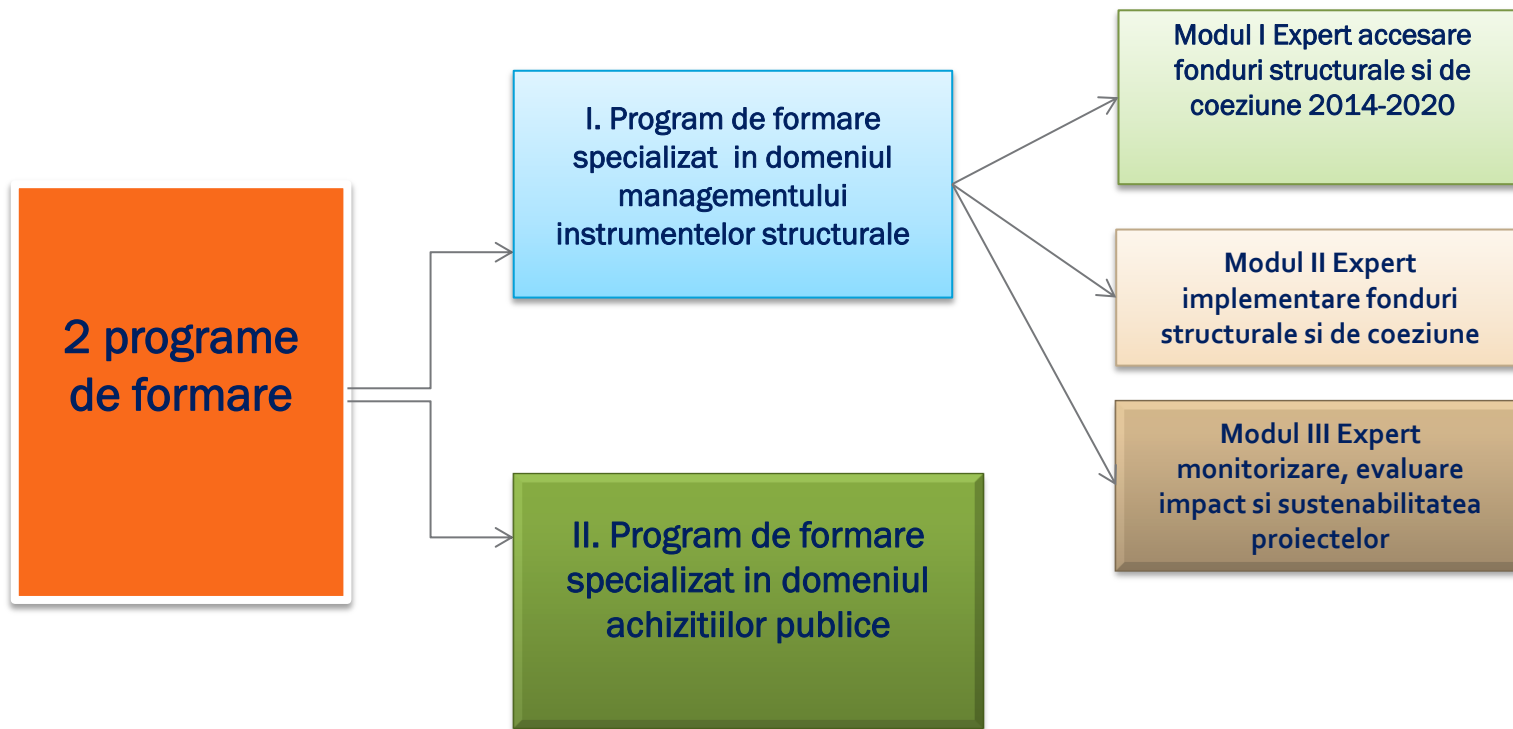 2 programe
de formare
I. Program de formare
specializat in domeniul
managementului
instrumentelor structurale
II. Program de formare
specializat in domeniul
achizitiilor publice
Modul I Expert accesare
fonduri structurale si de
coeziune 2014-2020
Modul II Expert
implementare fonduri
structurale si de coeziune
Modul III Expert
monitorizare, evaluare
impact si sustenabilitatea
proiectelor